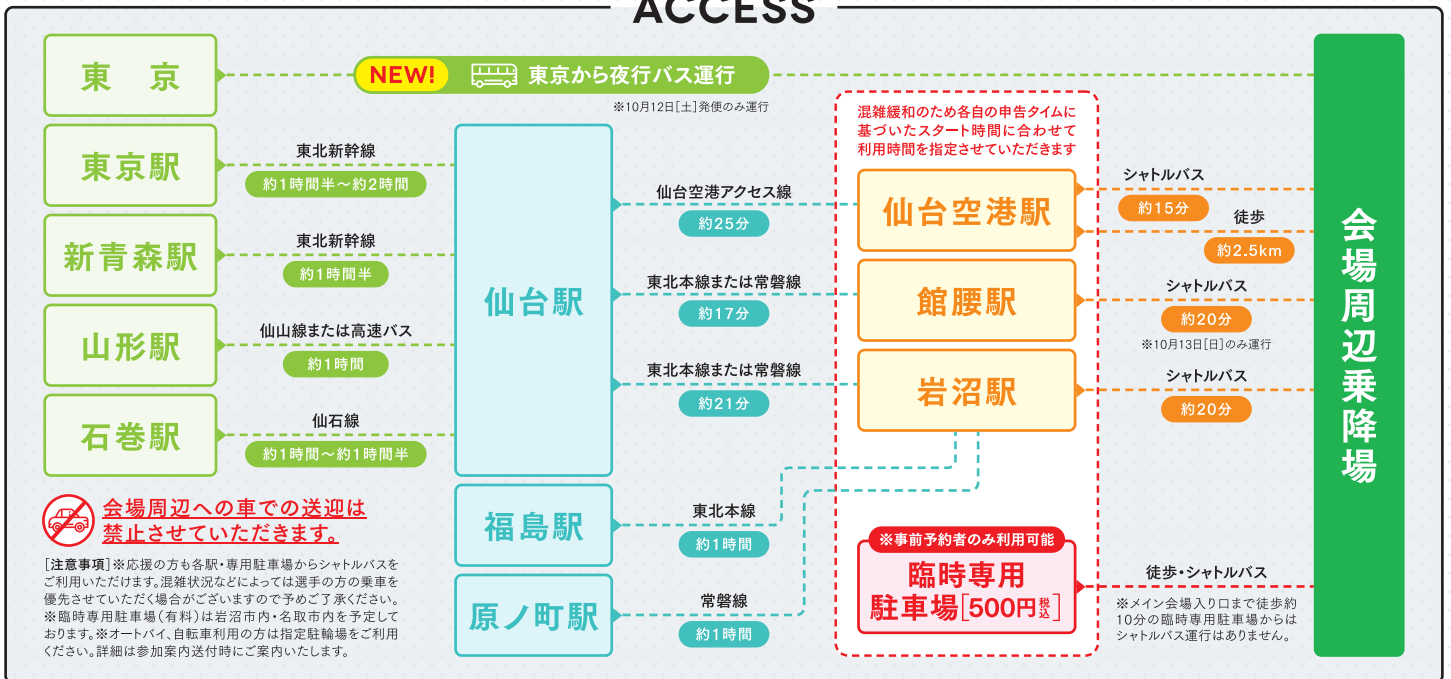 ACCESS
東　京
NEW!
東京から夜行バス運行
※10月12日[土]発便のみ運行
東京駅
東北新幹線
約1時間半〜約2時間
新青森駅
東北新幹線
約1時間半
山形駅
仙山線または高速バス
約1時間
石巻駅
仙石線
約1時間〜約1時間半
仙台駅
仙台空港アクセス線
約25分
東北本線または常磐線
約17分
東北本線または常磐線
約21分
福島駅
東北本線
約1時間
原ノ町駅
常磐線
約1時間
混雑緩和のため各自の申告タイムに
基づいたスタート時間に合わせて
利用時間を指定させていただきます
仙台空港駅
シャトルバス
約15分
徒歩
約2.5km
館腰駅
シャトルバス
約20分
※10月13日[日]のみ運行
岩沼駅
シャトルバス
約20分
※事前予約者のみ利用可能
臨時専用
駐車場[500円税込]
徒歩・シャトルバス
※メイン会場入り口まで徒歩約
10分の臨時専用駐車場からは
シャトルバス運行はありません。
会場周辺乗降場
会場周辺への車での送迎は
禁止させていただきます。
[注意事項]※応援の方も各駅・専用駐車場からシャトルバスを
ご利用いただけます。混雑状況などによっては選手の方の乗車を
優先させていただく場合がございますので予めご了承ください。
※臨時専用駐車場(有料)は岩沼市内・名取市内を予定して
おります。※オートバイ、自転車利用の方は指定駐輪場をご利用
ください。詳細は参加案内送付時にご案内いたします。